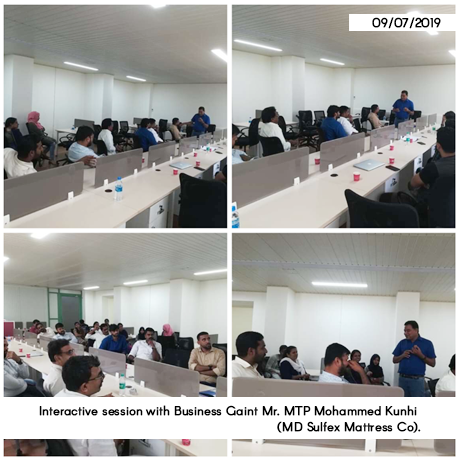 09/07/2019
Interactive session with Business Gaint Mr. MTP Mohammed Kunhi
(MD Sulfex Mattress Co).